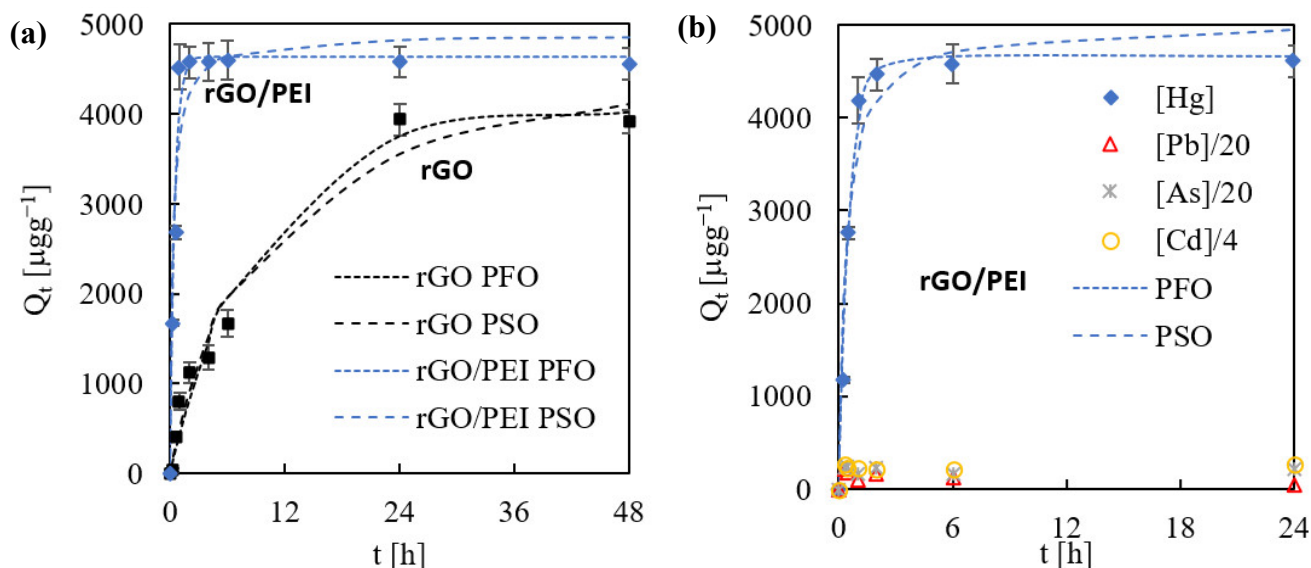 (a)
5000
4000
3000
2000
1000
0
Qt [µgg⁻¹]
rGO/PEI
rGO
rGO PFO
rGO PSO
rGO/PEI PFO
rGO/PEI PSO
0 12 24 36 48
t [h]
(b)
5000
4000
3000
2000
1000
0
Qt [µgg⁻¹]
[Hg]
[Pb]/20
[As]/20
[Cd]/4
PFO
PSO
rGO/PEI
0 6 12 18 24
t [h]